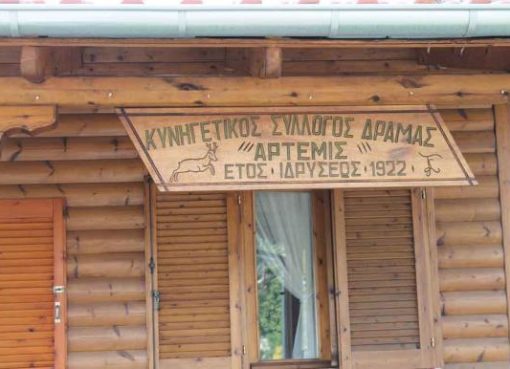 ΚΥΝΗΓΕΤΙΚΟΣ ΣΥΛΛΟΓΟΣ ΔΡΑΜΑΣ
"ΑΡΤΕΜΙΣ"
ΕΤΟΣ·ΙΔΡΥΣΕΩΣ·1922·